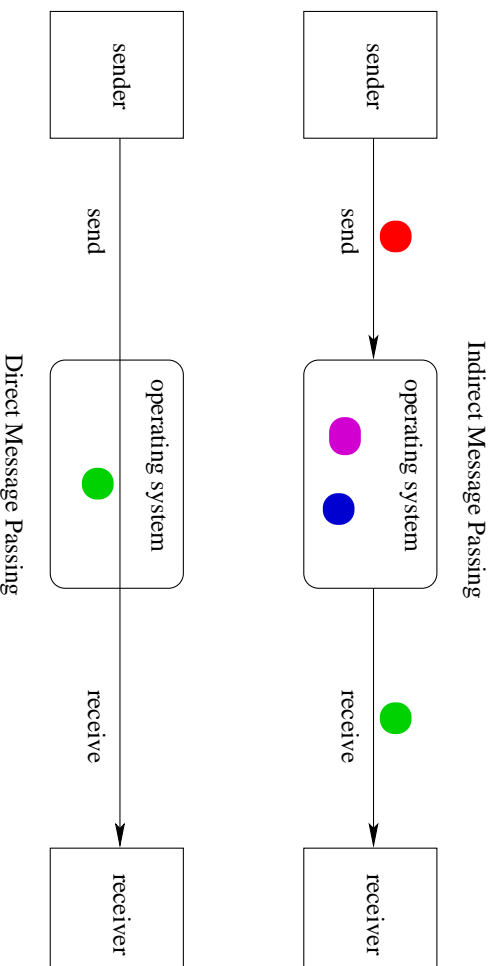 Indirect Message Passing
sender
send
operating system
receive
receiver
sender
send
operating system
receive
receiver
Direct Message Passing